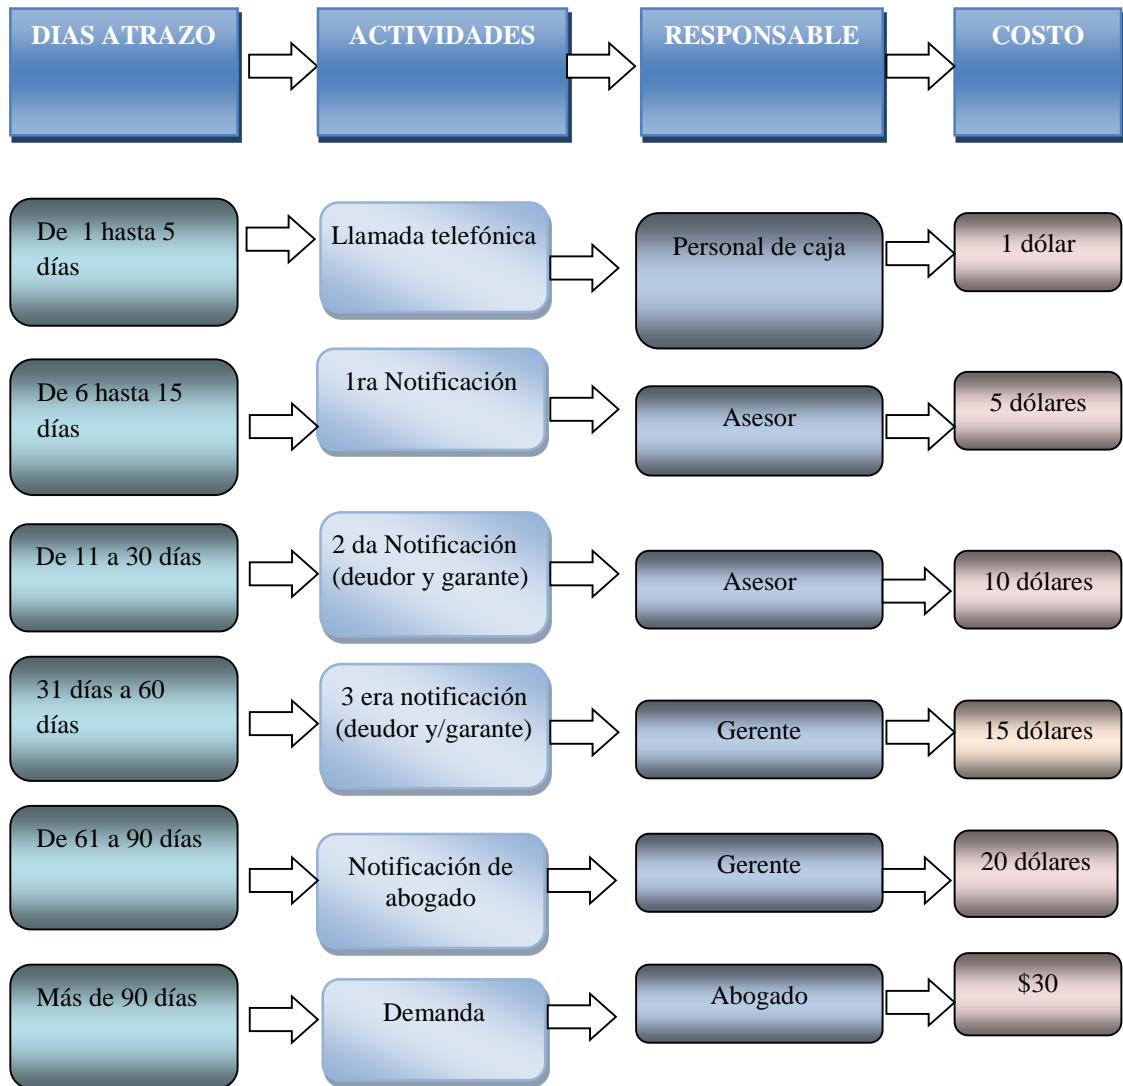 DIAS ATRAZO
ACTIVIDADES
RESPONSABLE
COSTO
De 1 hasta 5
días
Llamada telefónica
Personal de caja
1 dólar
De 6 hasta 15
días
1ra Notificación
Asesor
5 dólares
De 11 a 30 días
2 da Notificación
(deudor y garante)
Asesor
10 dólares
31 días a 60
días
3 era notificación
(deudor y/garante)
Gerente
15 dólares
De 61 a 90 días
Notificación de
abogado
Gerente
20 dólares
Más de 90 días
Demanda
Abogado
$30